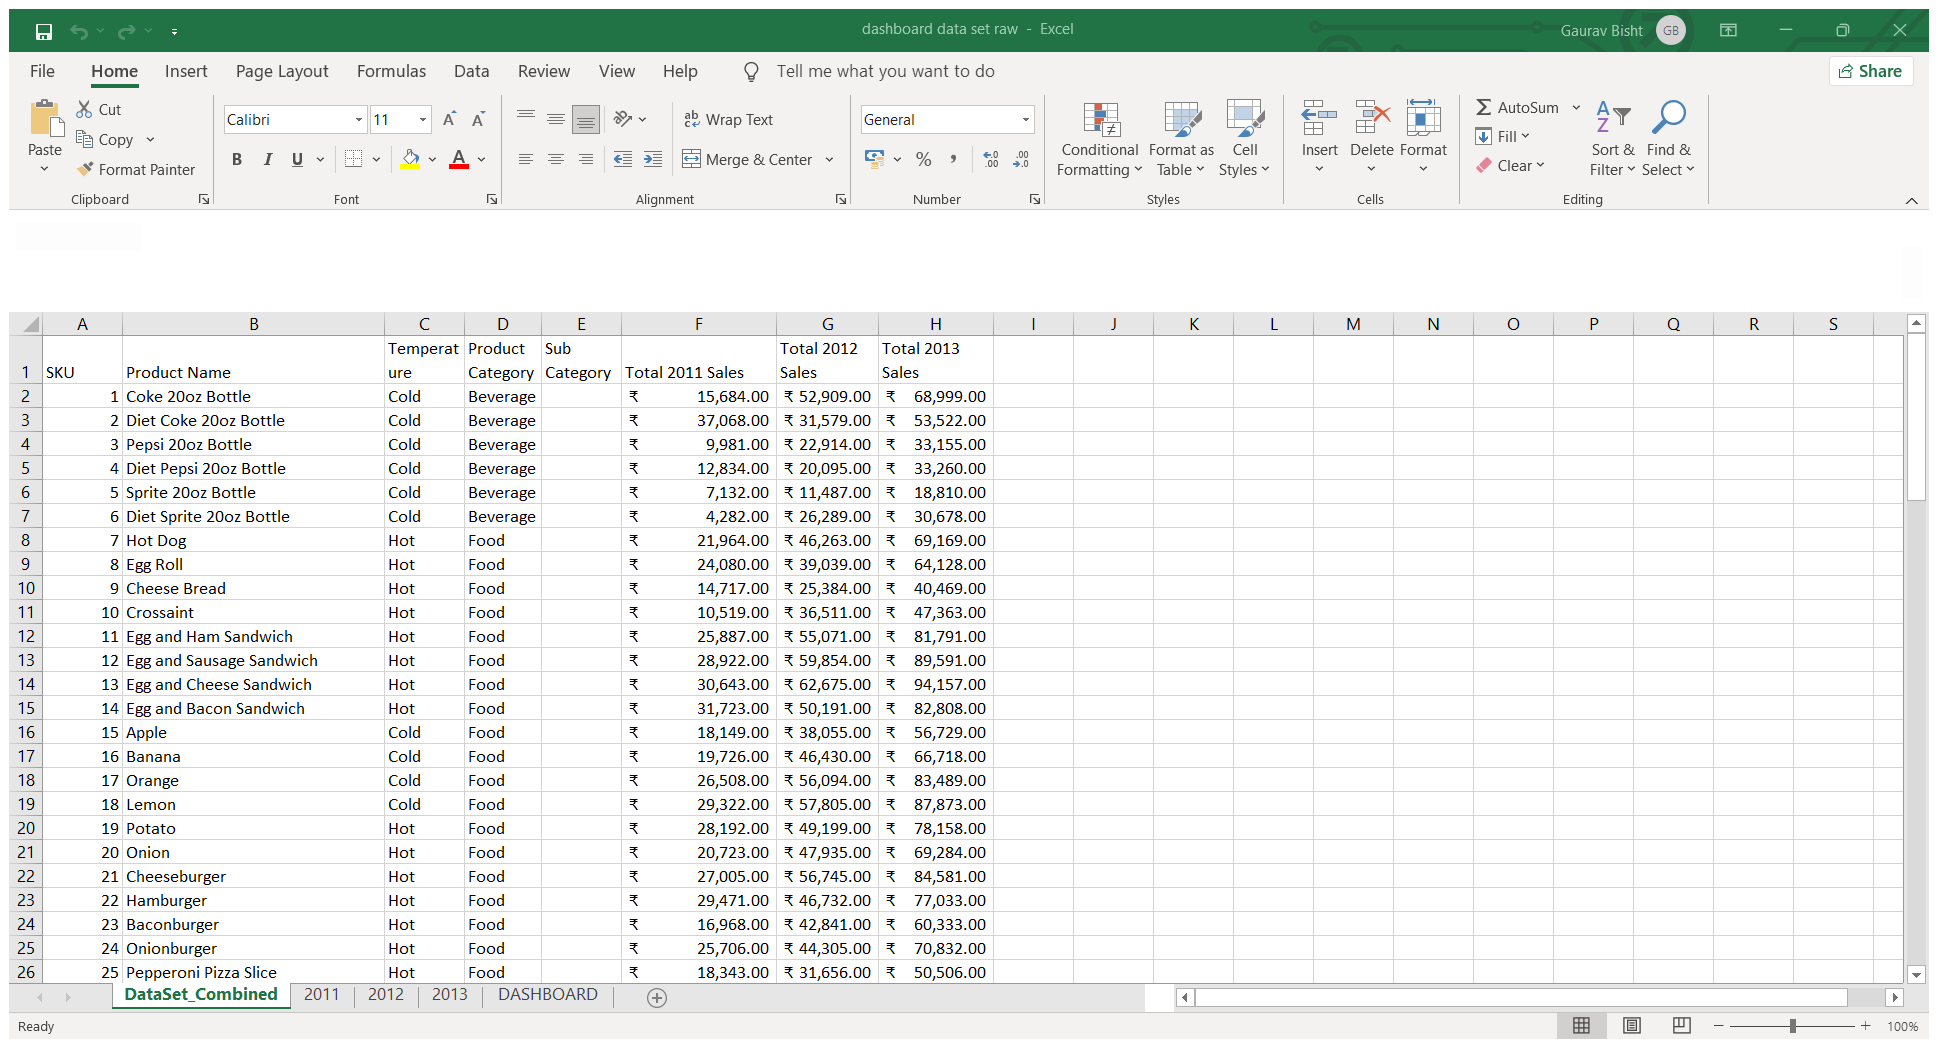 dashboard data set raw - Excel
Gaurav Bisht GB
File Home Insert Page Layout Formulas Data Review View Help Tell me what you want to do Share
Paste
Cut
Copy
Format Painter
Clipboard
Calibri 11
B I U A
Font
ab Wrap Text
Merge & Center
Alignment
General
% , .00 .00
Number
Conditional Formatting
Format as Table
Cell Styles
Styles
Insert Delete Format
Cells
AutoSum
Fill
Clear
Sort & Filter
Find & Select
Editing
A B C D E F G H I J K L M N O P Q R S
1 SKU Product Name Temperature Product Category Sub Category Total 2011 Sales Total 2012 Sales Total 2013 Sales
2 1 Coke 20oz Bottle Cold Beverage ₹ 15,684.00 ₹ 52,909.00 ₹ 68,999.00
3 2 Diet Coke 20oz Bottle Cold Beverage ₹ 37,068.00 ₹ 31,579.00 ₹ 53,522.00
4 3 Pepsi 20oz Bottle Cold Beverage ₹ 9,981.00 ₹ 22,914.00 ₹ 33,155.00
5 4 Diet Pepsi 20oz Bottle Cold Beverage ₹ 12,834.00 ₹ 20,095.00 ₹ 33,260.00
6 5 Sprite 20oz Bottle Cold Beverage ₹ 7,132.00 ₹ 11,487.00 ₹ 18,810.00
7 6 Diet Sprite 20oz Bottle Cold Beverage ₹ 4,282.00 ₹ 26,289.00 ₹ 30,678.00
8 7 Hot Dog Hot Food ₹ 21,964.00 ₹ 46,263.00 ₹ 69,169.00
9 8 Egg Roll Hot Food ₹ 24,080.00 ₹ 39,039.00 ₹ 64,128.00
10 9 Cheese Bread Hot Food ₹ 14,717.00 ₹ 25,384.00 ₹ 40,469.00
11 10 Crossaint Hot Food ₹ 10,519.00 ₹ 36,511.00 ₹ 47,363.00
12 11 Egg and Ham Sandwich Hot Food ₹ 25,887.00 ₹ 55,071.00 ₹ 81,791.00
13 12 Egg and Sausage Sandwich Hot Food ₹ 28,922.00 ₹ 59,854.00 ₹ 89,591.00
14 13 Egg and Cheese Sandwich Hot Food ₹ 30,643.00 ₹ 62,675.00 ₹ 94,157.00
15 14 Egg and Bacon Sandwich Hot Food ₹ 31,723.00 ₹ 50,191.00 ₹ 82,808.00
16 15 Apple Cold Food ₹ 18,149.00 ₹ 38,055.00 ₹ 56,729.00
17 16 Banana Cold Food ₹ 19,726.00 ₹ 46,430.00 ₹ 66,718.00
18 17 Orange Cold Food ₹ 26,508.00 ₹ 56,094.00 ₹ 83,489.00
19 18 Lemon Cold Food ₹ 29,322.00 ₹ 57,805.00 ₹ 87,873.00
20 19 Potato Hot Food ₹ 28,192.00 ₹ 49,199.00 ₹ 78,158.00
21 20 Onion Hot Food ₹ 20,723.00 ₹ 47,935.00 ₹ 69,284.00
22 21 Cheeseburger Hot Food ₹ 27,005.00 ₹ 56,745.00 ₹ 84,581.00
23 22 Hamburger Hot Food ₹ 29,471.00 ₹ 46,732.00 ₹ 77,033.00
24 23 Baconburger Hot Food ₹ 16,968.00 ₹ 42,841.00 ₹ 60,333.00
25 24 Onionburger Hot Food ₹ 25,706.00 ₹ 44,305.00 ₹ 70,832.00
26 25 Pepperoni Pizza Slice Hot Food ₹ 18,343.00 ₹ 31,656.00 ₹ 50,506.00
DataSet_Combined 2011 2012 2013 DASHBOARD
Ready 100%